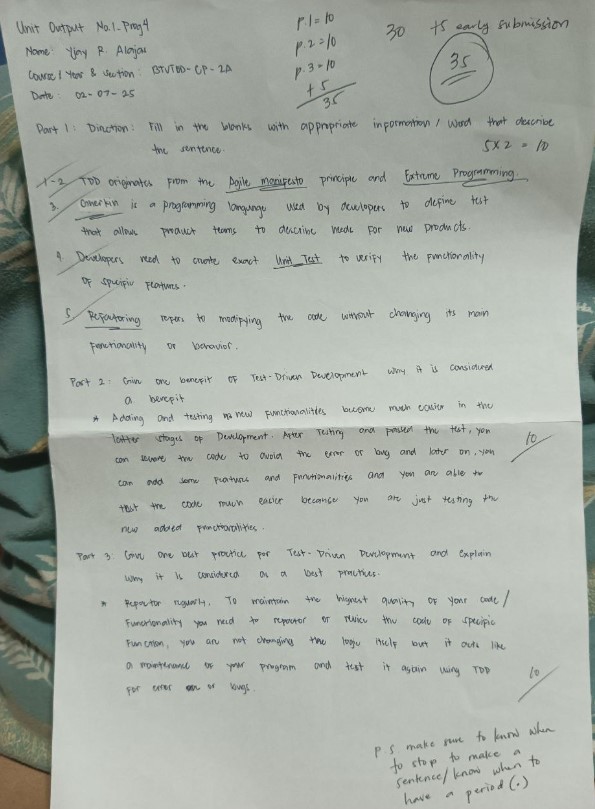 Unit Output No.1 - Prog 4
Name: Yjay R. Alajas
Course / Year & Section: BTVTED-CP-2A
Date: 02-07-25
p.1 = 10
p.2 = 10
p.3 = 10
+5
35
30 +5 early submission
35
Part 1: Direction: Fill in the blanks with appropriate information / word that describe
the sentence.
5 x 2 = 10
1-2 TDD originates from the Agile manifesto principle and Extreme Programming.
3. Gherkin is a programming language used by developers to define test
that allows product teams to describe needs for new products.
4. Developers need to create exact Unit Test to verify the functionality
of specific features.
5. Refactoring refers to modifying the code without changing its main
functionality or behavior.
Part 2: Give one benefit of Test-Driven Development why it is considered
a benefit
* Adding and testing new functionalities become much easier in the
latter stages of Development. After Testing and passed the test, you
can the code to avoid the error or bug and later on, you
can add some features and functionalities and you are able to
test the code much easier because you are just testing the
new added functionalities.
10
Part 3: Give one best practice for Test-Driven Development and explain
why it is considered as a best practices.
* Refactor regularly. To maintain the highest quality of your code /
Functionality you need to refactor or the code of specific
Function, you are not changing the logic itself but it acts like
a maintenance of your program and test it again using TDD
for error or bugs.
10
P.S make sure to know when
to stop to make a
sentence / know when to
have a period (.)